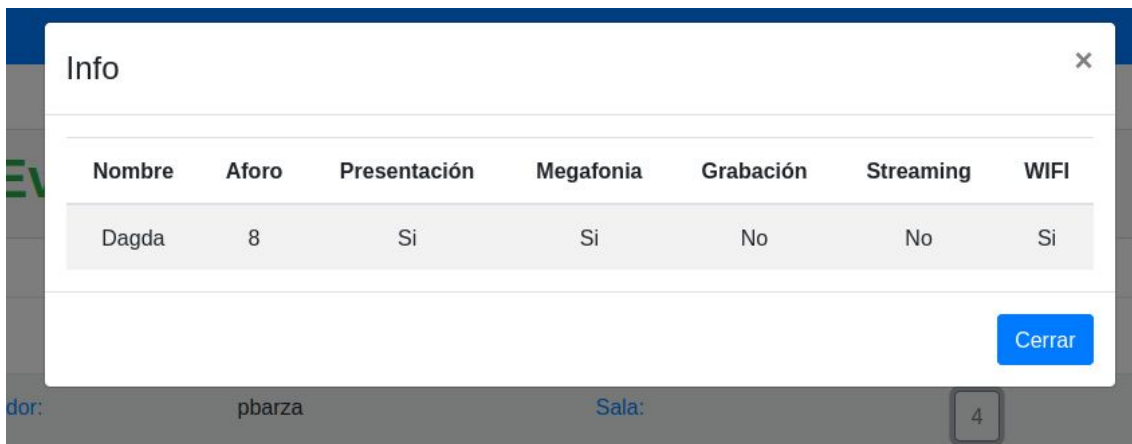 Info ×
Nombre Aforo Presentación Megafonia Grabación Streaming WIFI
Dagda 8 Si Si No No Si
Cerrar
dor: pbarza Sala: 4